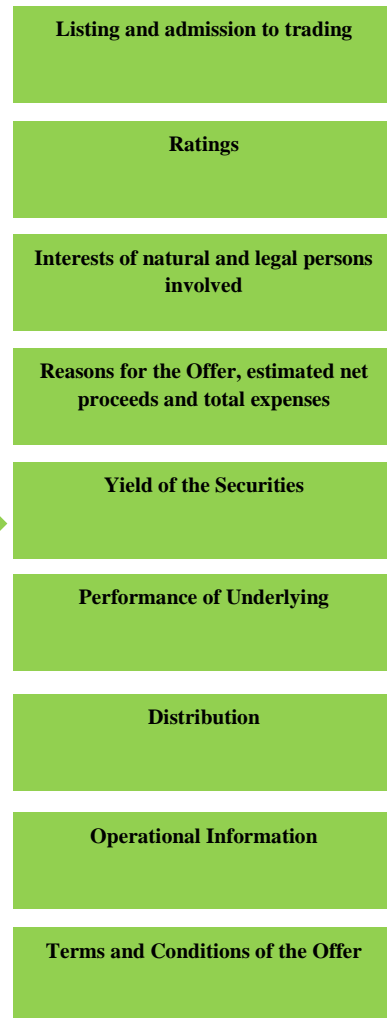 Listing and admission to trading
Ratings
Interests of natural and legal persons
involved
Reasons for the Offer, estimated net
proceeds and total expenses
Yield of the Securities
Performance of Underlying
Distribution
Operational Information
Terms and Conditions of the Offer